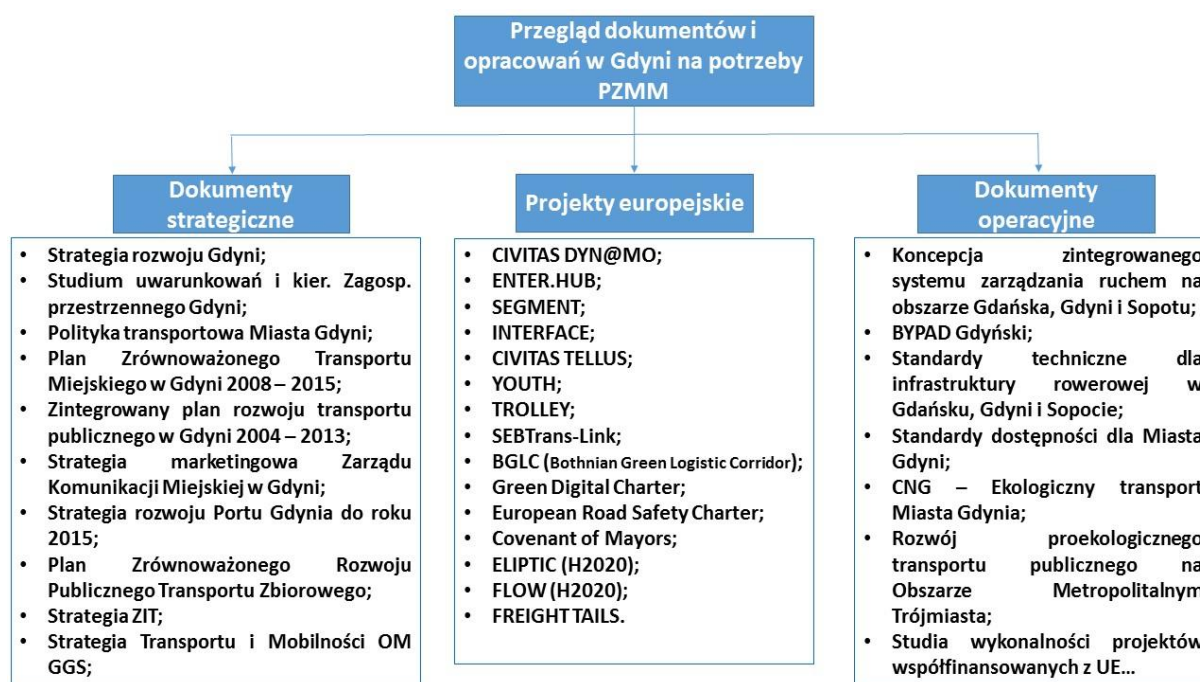 Przegląd dokumentów i
opracowań w Gdyni na potrzeby
PZMM
Dokumenty
strategiczne
• Strategia rozwoju Gdyni;
• Studium uwarunkowań i kier. Zagosp.
przestrzennego Gdyni;
• Polityka transportowa Miasta Gdyni;
• Plan Zrównoważonego Transportu
Miejskiego w Gdyni 2008 – 2015;
• Zintegrowany plan rozwoju transportu
publicznego w Gdyni 2004 – 2013;
• Strategia marketingowa Zarządu
Komunikacji Miejskiej w Gdyni;
• Strategia rozwoju Portu Gdynia do roku
2015;
• Plan Zrównoważonego Rozwoju
Publicznego Transportu Zbiorowego;
• Strategia ZIT;
• Strategia Transportu i Mobilności OM
GGS;
Projekty europejskie
• CIVITAS DYN@MO;
• ENTER.HUB;
• SEGMENT;
• INTERFACE;
• CIVITAS TELLUS;
• YOUTH;
• TROLLEY;
• SEBTrans-Link;
• BGLC (Bothnian Green Logistic Corridor);
• Green Digital Charter;
• European Road Safety Charter;
• Covenant of Mayors;
• ELIPTIC (H2020);
• FLOW (H2020);
• FREIGHT TAILS.
Dokumenty
operacyjne
• Koncepcja zintegrowanego
systemu zarządzania ruchem na
obszarze Gdańska, Gdyni i Sopotu;
• BYPAD Gdyński;
• Standardy techniczne dla
infrastruktury rowerowej w
Gdańsku, Gdyni i Sopocie;
• Standardy dostępności dla Miasta
Gdyni;
• CNG – Ekologiczny transport
Miasta Gdynia;
• Rozwój proekologicznego
transportu publicznego na
Obszarze Metropolitalnym
Trójmiasta;
• Studia wykonalności projektów
współfinansowanych z UE…